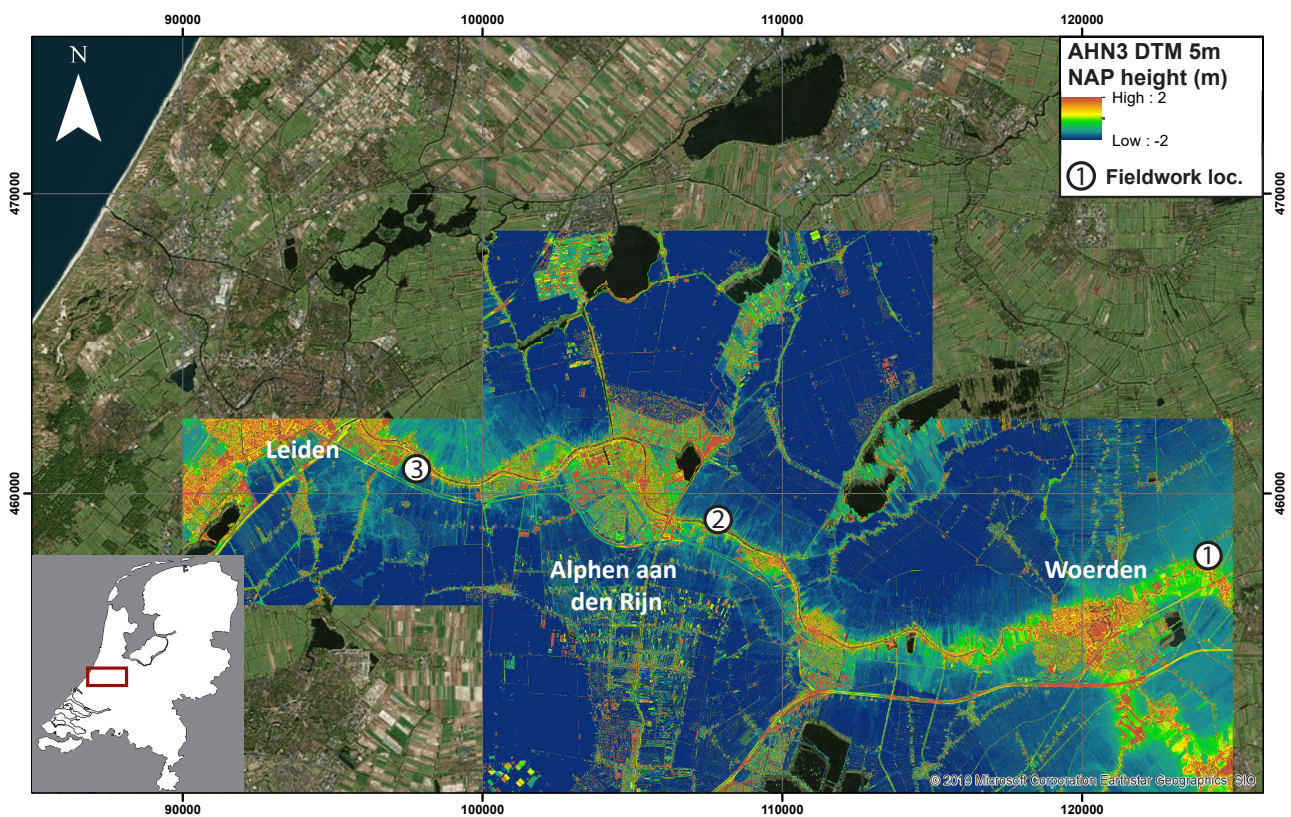 90000 100000 110000 120000
N
AHN3 DTM 5m
NAP height (m)
High : 2
Low : -2
1 Fieldwork loc.
470000 470000
Leiden
3
460000 460000
2
1
Alphen aan
den Rijn
Woerden
© 2019 Microsoft Corporation Earthstar Geographics SIO
90000 100000 110000 120000